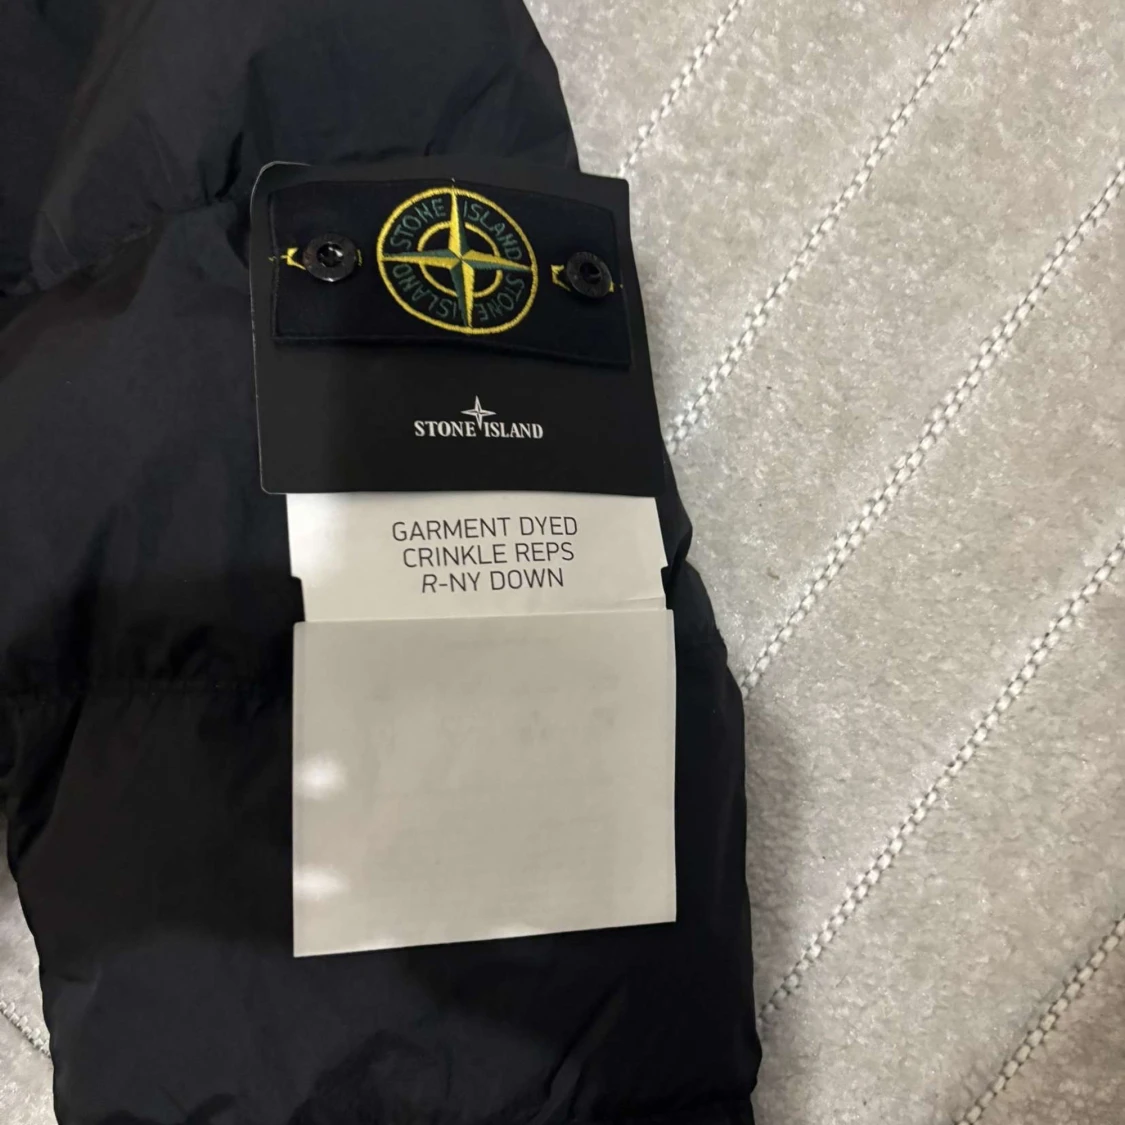 STONE ISLAND STONE ISLAND
STONE ISLAND
GARMENT DYED
CRINKLE REPS
R-NY DOWN